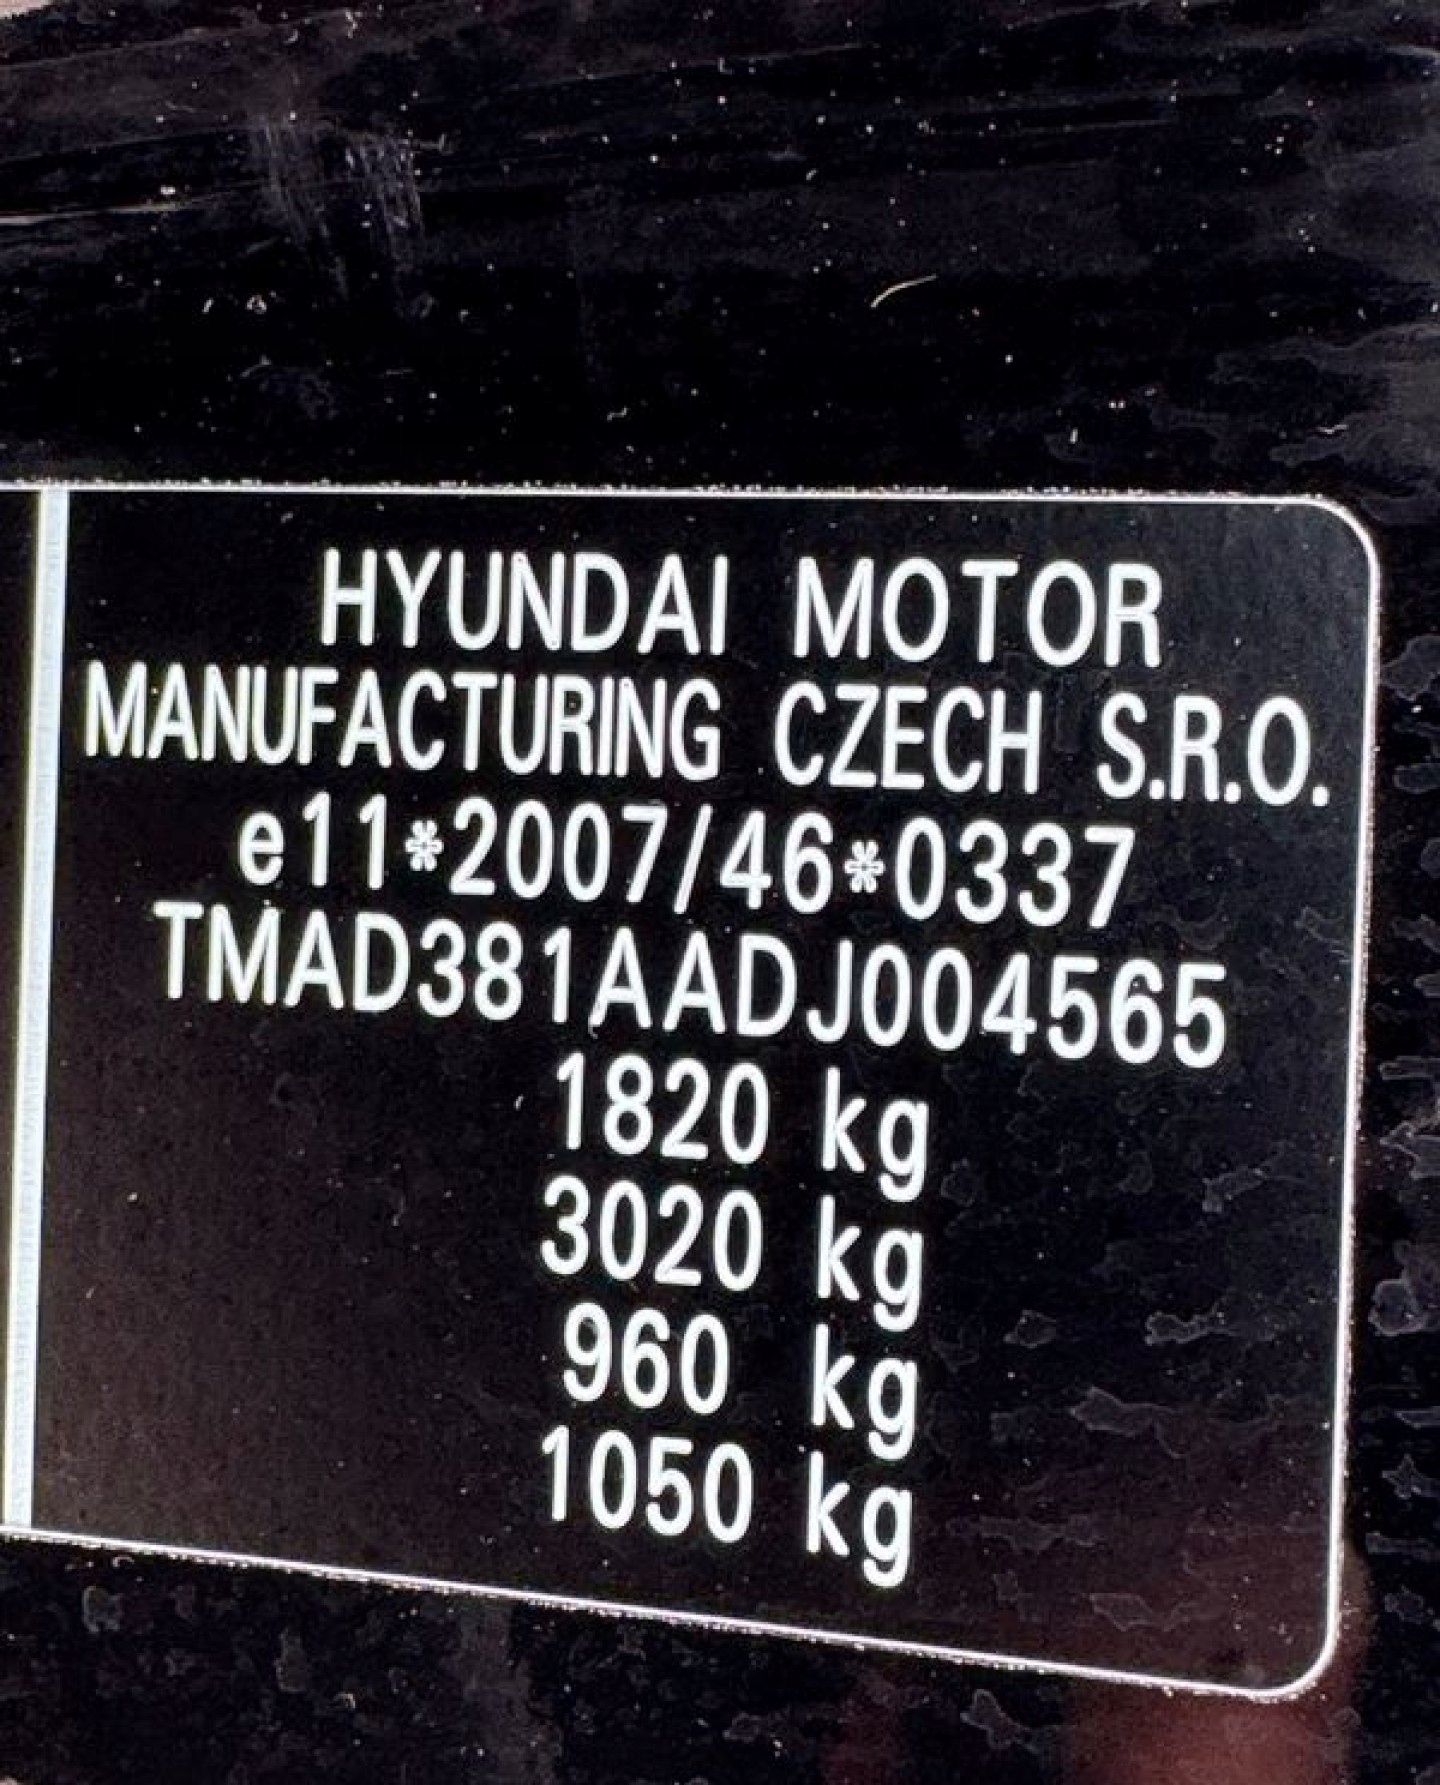 HYUNDAI MOTOR
MANUFACTURING CZECH S.R.O.
e11*2007/46*0337
TMAD381AADJ004565
1820 kg
3020 kg
960 kg
1050 kg